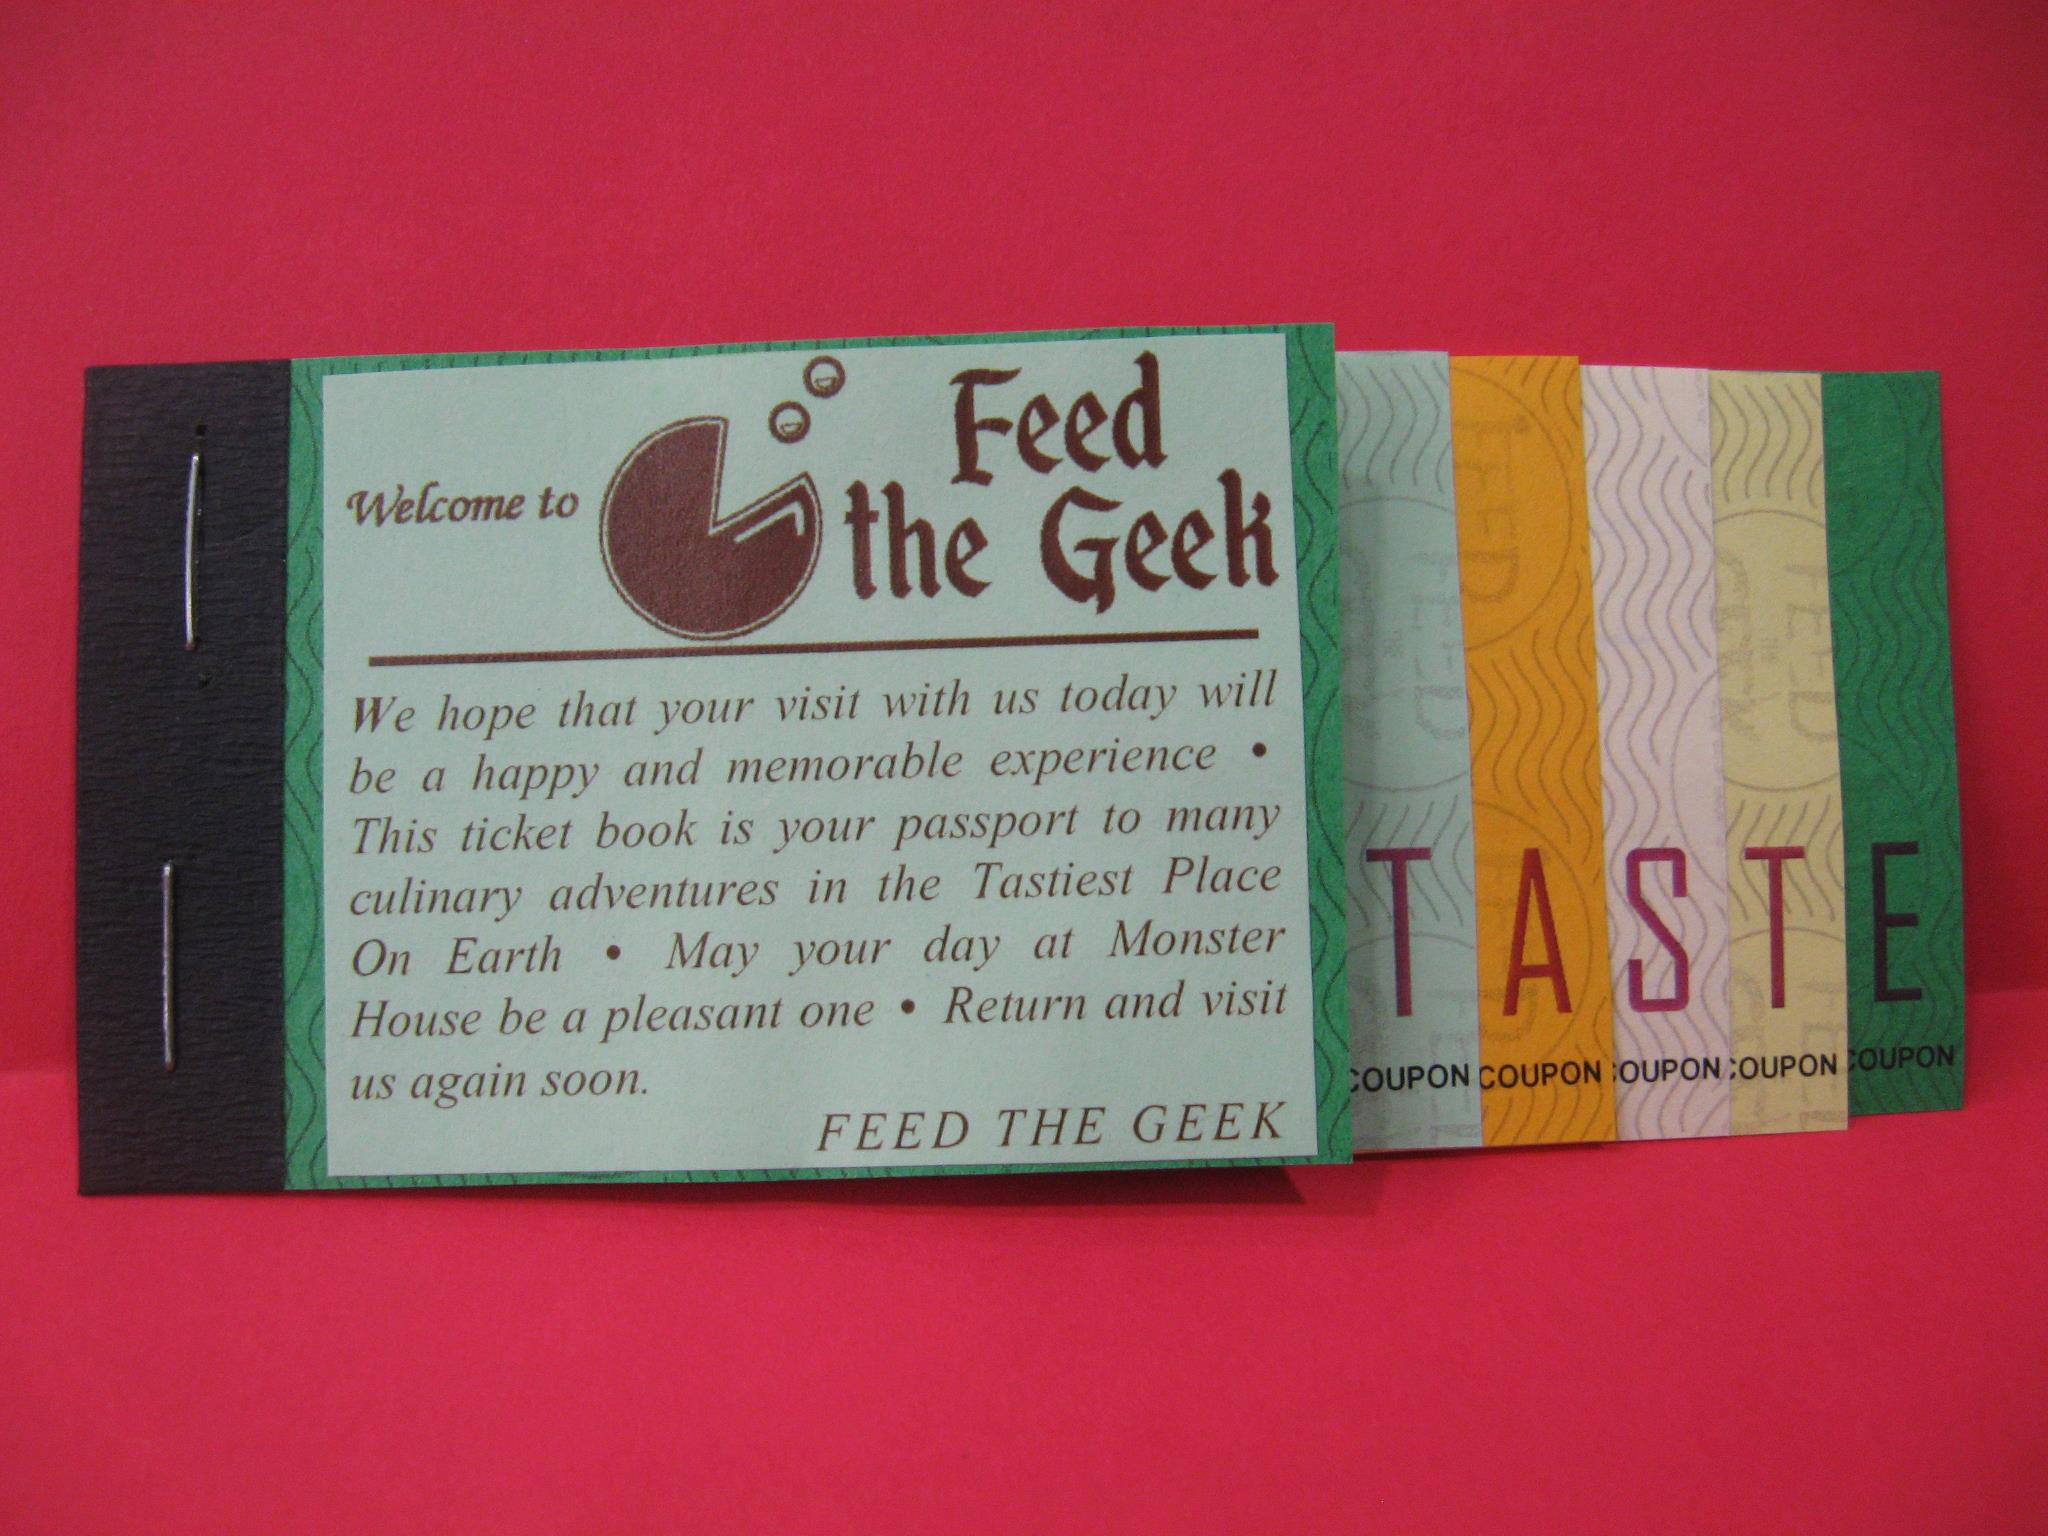 Welcome to
Feed
the Geek
We hope that your visit with us today will
be a happy and memorable experience •
This ticket book is your passport to many
culinary adventures in the Tastiest Place
On Earth • May your day at Monster
House be a pleasant one • Return and visit
us again soon.
FEED THE GEEK
T A S T E
COUPON COUPON COUPON COUPON COUPON